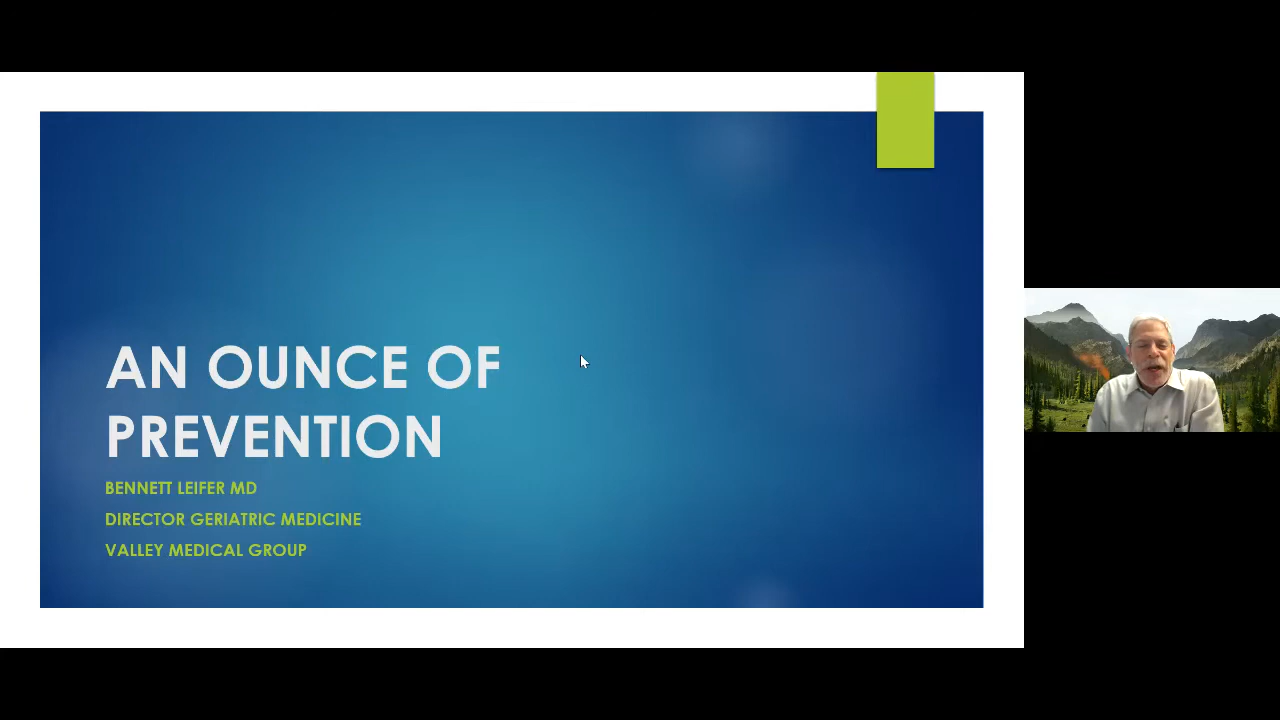 AN OUNCE OF
PREVENTION
BENNETT LEIFER MD
DIRECTOR GERIATRIC MEDICINE
VALLEY MEDICAL GROUP